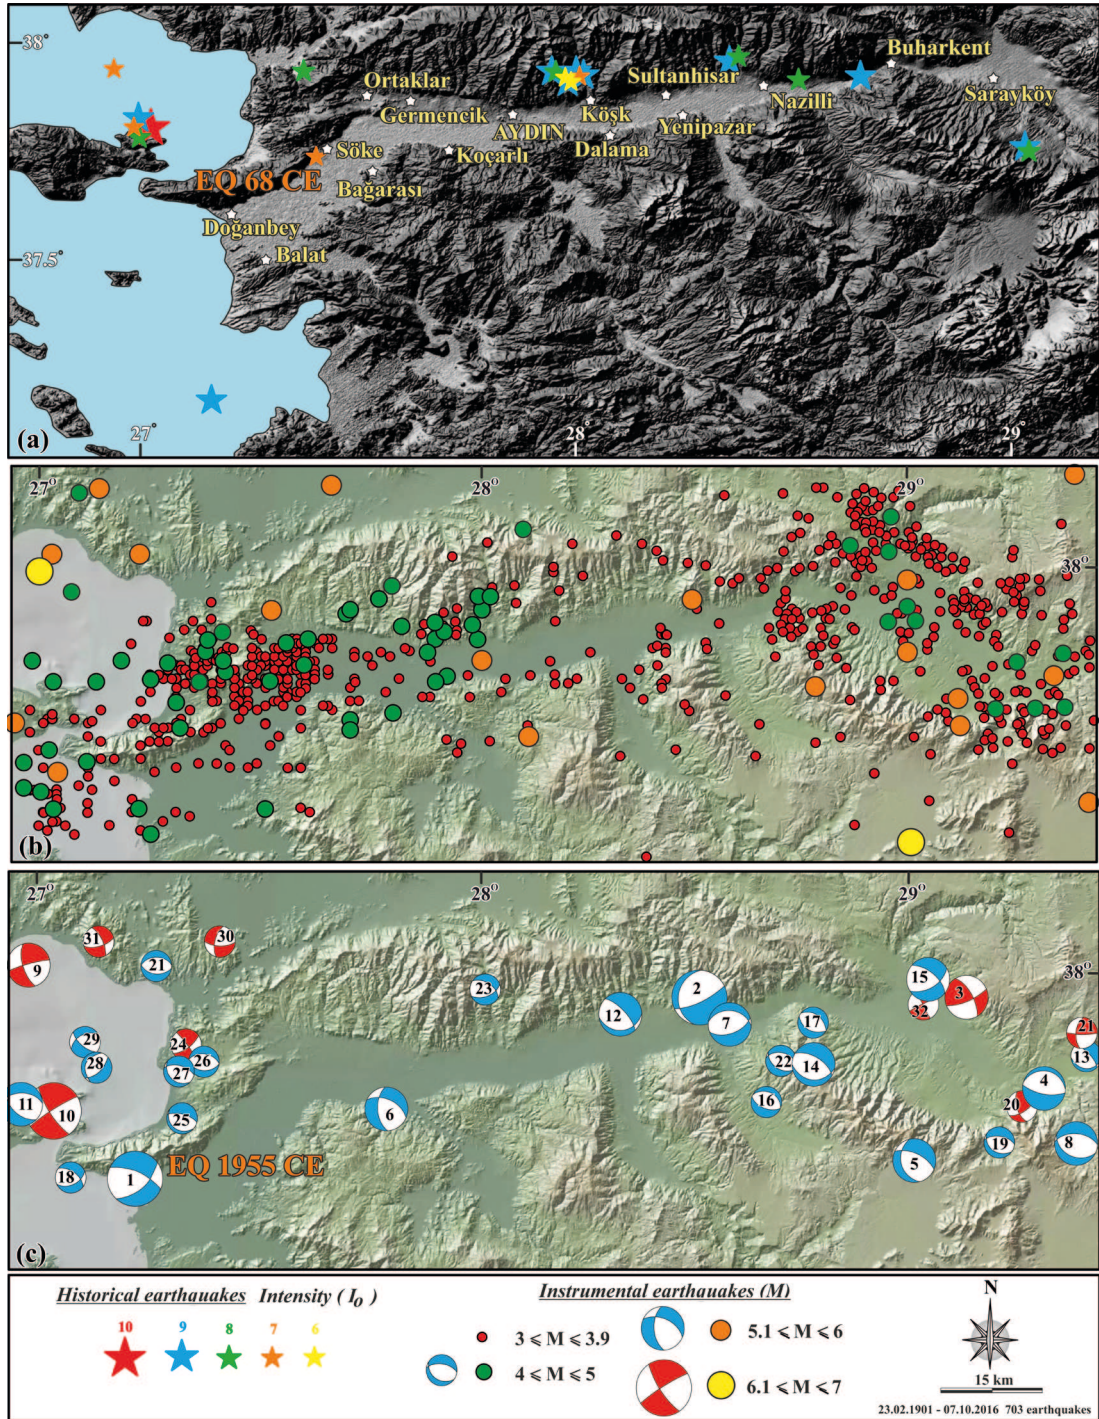 38°
Buharkent
Ortaklar
Sultanhisar
Sarayköy
Germencik
Köşk
Nazilli
AYDIN
Yenipazar
Söke
Koçarlı
Dalama
EQ 68 CE
Bağarası
Doğanbey
37.5°
Balat
27°
28°
29°
(a)
27°
28°
29°
38°
(b)
27°
28°
29°
38°
31
30
9
21
23
2
15
3
12
32
7
17
29
24
21
28
26
27
22
14
13
4
11
10
6
16
20
25
19
8
5
EQ 1955 CE
18
1
(c)
Historical earthquakes Intensity ( I₀ )
10
9
8
7
6
Instrumental earthquakes (M)
3 ⩽ M ⩽ 3.9
4 ⩽ M ⩽ 5
5.1 ⩽ M ⩽ 6
6.1 ⩽ M ⩽ 7
N
15 km
23.02.1901 - 07.10.2016 703 earthquakes